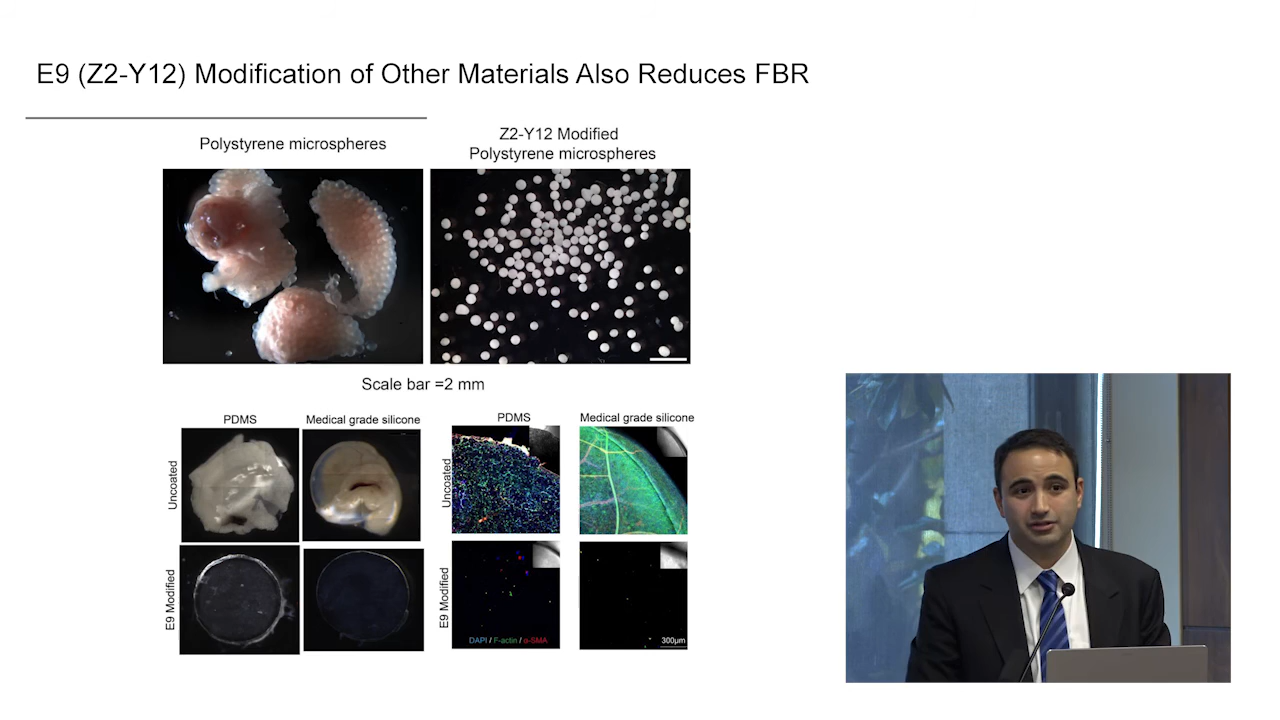 E9 (Z2-Y12) Modification of Other Materials Also Reduces FBR
Polystyrene microspheres
Z2-Y12 Modified
Polystyrene microspheres
Scale bar =2 mm
PDMS
Medical grade silicone
PDMS
Medical grade silicone
Uncoated
Uncoated
E9 Modified
E9 Modified
DAPI / F-actin / α-SMA
300μm